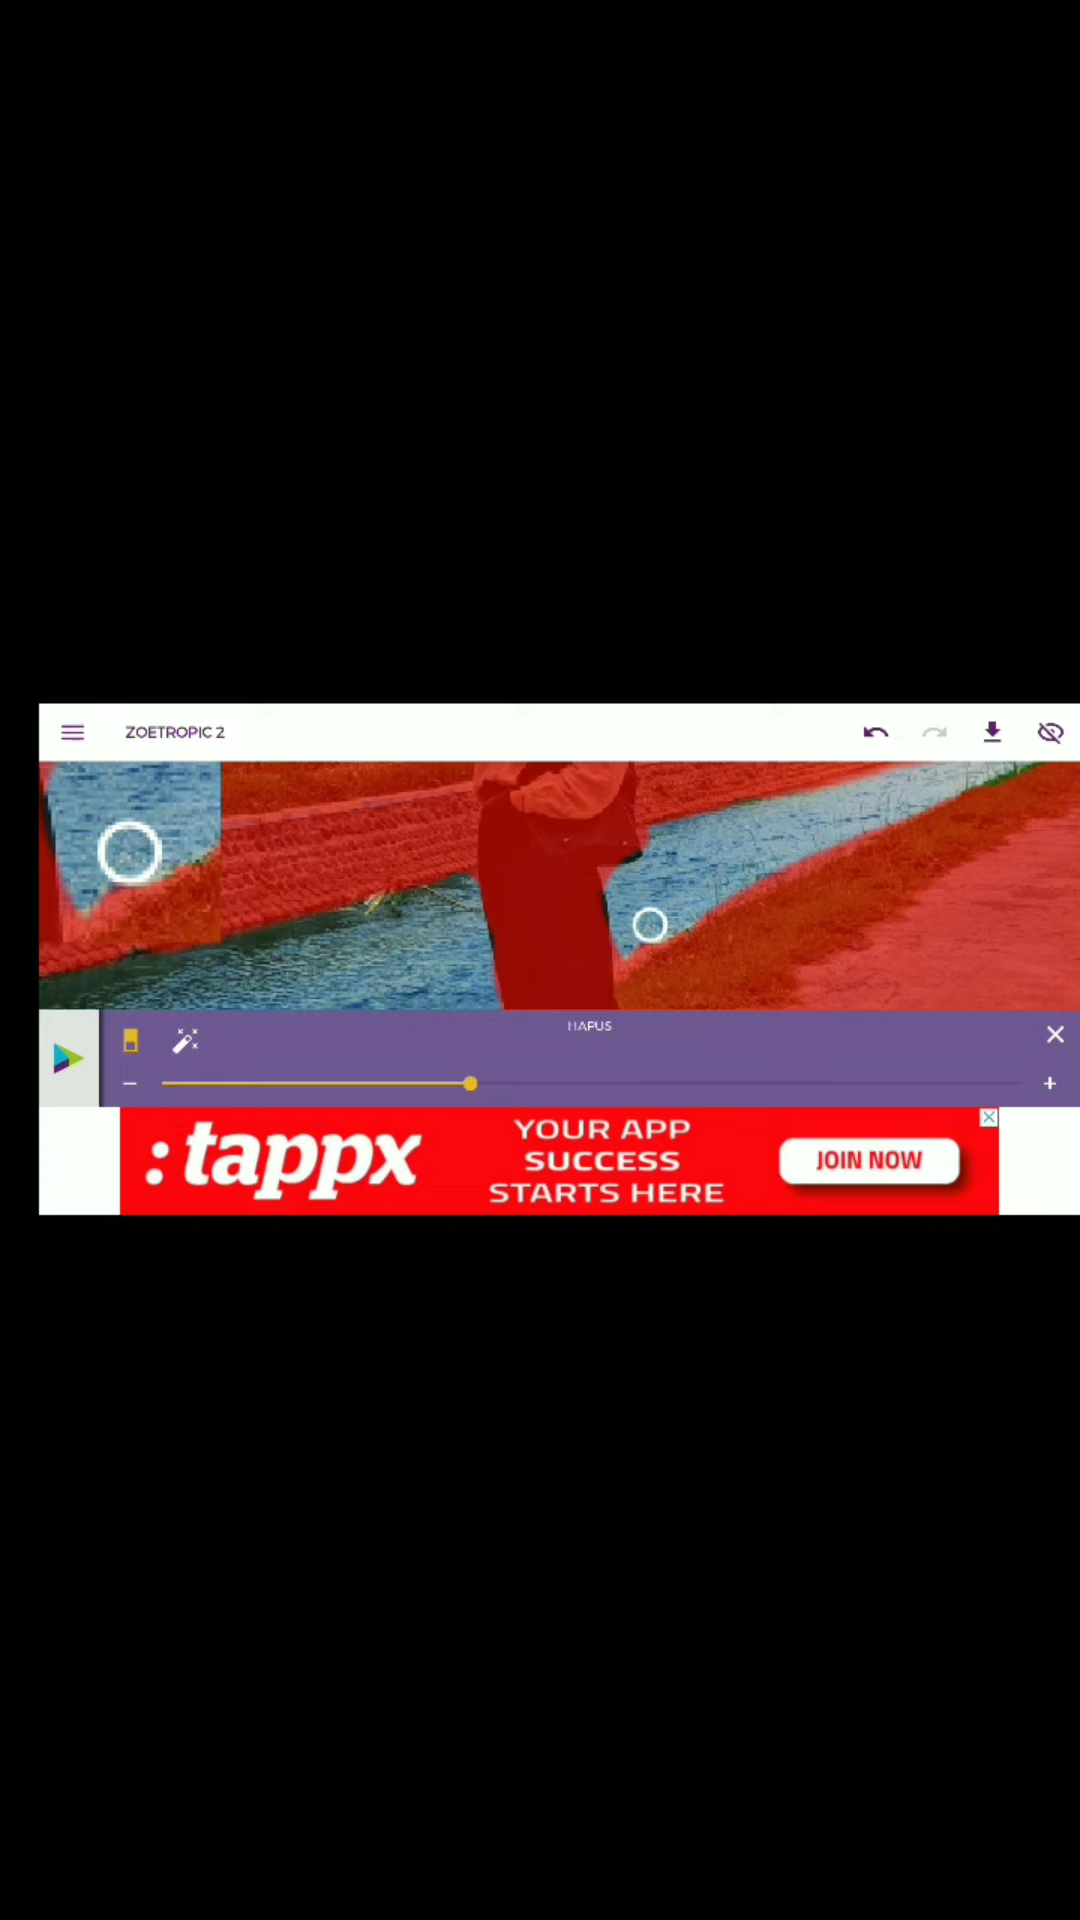 ZOETROPIC 2
HAPUS
:tappx
YOUR APP
SUCCESS
STARTS HERE
JOIN NOW